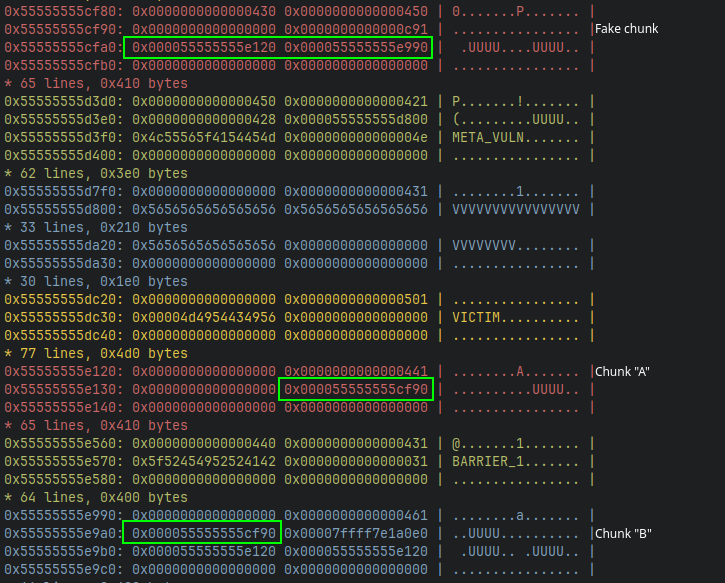 0x55555555cf80: 0x0000000000000430 0x0000000000000450 | 0.......P....... |
0x55555555cf90: 0x0000000000000000 0x0000000000000c91 | ................ |Fake chunk
0x55555555cfa0: 0x000055555555e120 0x000055555555e990 |  .UUUU....UUUU.. |
0x55555555cfb0: 0x0000000000000000 0x0000000000000000 | ................ |
* 65 lines, 0x410 bytes
0x55555555d3d0: 0x0000000000000450 0x0000000000000421 | P.......!....... |
0x55555555d3e0: 0x0000000000000428 0x000055555555d800 | (.........UUUU.. |
0x55555555d3f0: 0x4c55565f4154454d 0x000000000000004e | META_VULN....... |
0x55555555d400: 0x0000000000000000 0x0000000000000000 | ................ |
* 62 lines, 0x3e0 bytes
0x55555555d7f0: 0x0000000000000000 0x0000000000000431 | ........1....... |
0x55555555d800: 0x5656565656565656 0x5656565656565656 | VVVVVVVVVVVVVVVV |
* 33 lines, 0x210 bytes
0x55555555da20: 0x5656565656565656 0x0000000000000000 | VVVVVVVV........ |
0x55555555da30: 0x0000000000000000 0x0000000000000000 | ................ |
* 30 lines, 0x1e0 bytes
0x55555555dc20: 0x0000000000000000 0x0000000000000501 | ................ |
0x55555555dc30: 0x00004d4954434956 0x0000000000000000 | VICTIM.......... |
0x55555555dc40: 0x0000000000000000 0x0000000000000000 | ................ |
* 77 lines, 0x4d0 bytes
0x55555555e120: 0x0000000000000000 0x0000000000000441 | ........A....... |Chunk "A"
0x55555555e130: 0x0000000000000000 0x000055555555cf90 | ..........UUUU.. |
0x55555555e140: 0x0000000000000000 0x0000000000000000 | ................ |
* 65 lines, 0x410 bytes
0x55555555e560: 0x0000000000000440 0x0000000000000431 | @.......1....... |
0x55555555e570: 0x5f52454952524142 0x0000000000000031 | BARRIER_1....... |
0x55555555e580: 0x0000000000000000 0x0000000000000000 | ................ |
* 64 lines, 0x400 bytes
0x55555555e990: 0x0000000000000000 0x0000000000000461 | ........a....... |
0x55555555e9a0: 0x000055555555cf90 0x00007ffff7e1a0e0 | ..UUUU.......... |Chunk "B"
0x55555555e9b0: 0x000055555555e120 0x000055555555e120 |  .UUUU.. .UUUU.. |
0x55555555e9c0: 0x0000000000000000 0x0000000000000000 | ................ |